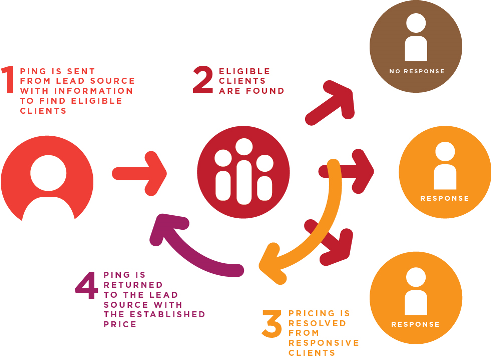 1 PING IS SENT
FROM LEAD SOURCE
WITH INFORMATION
TO FIND ELIGIBLE
CLIENTS
2 ELIGIBLE
CLIENTS
ARE FOUND
NO RESPONSE
RESPONSE
RESPONSE
3 PRICING IS
RESOLVED
FROM
RESPONSIVE
CLIENTS
4 PING IS
RETURNED
TO THE LEAD
SOURCE WITH
THE ESTABLISHED
PRICE